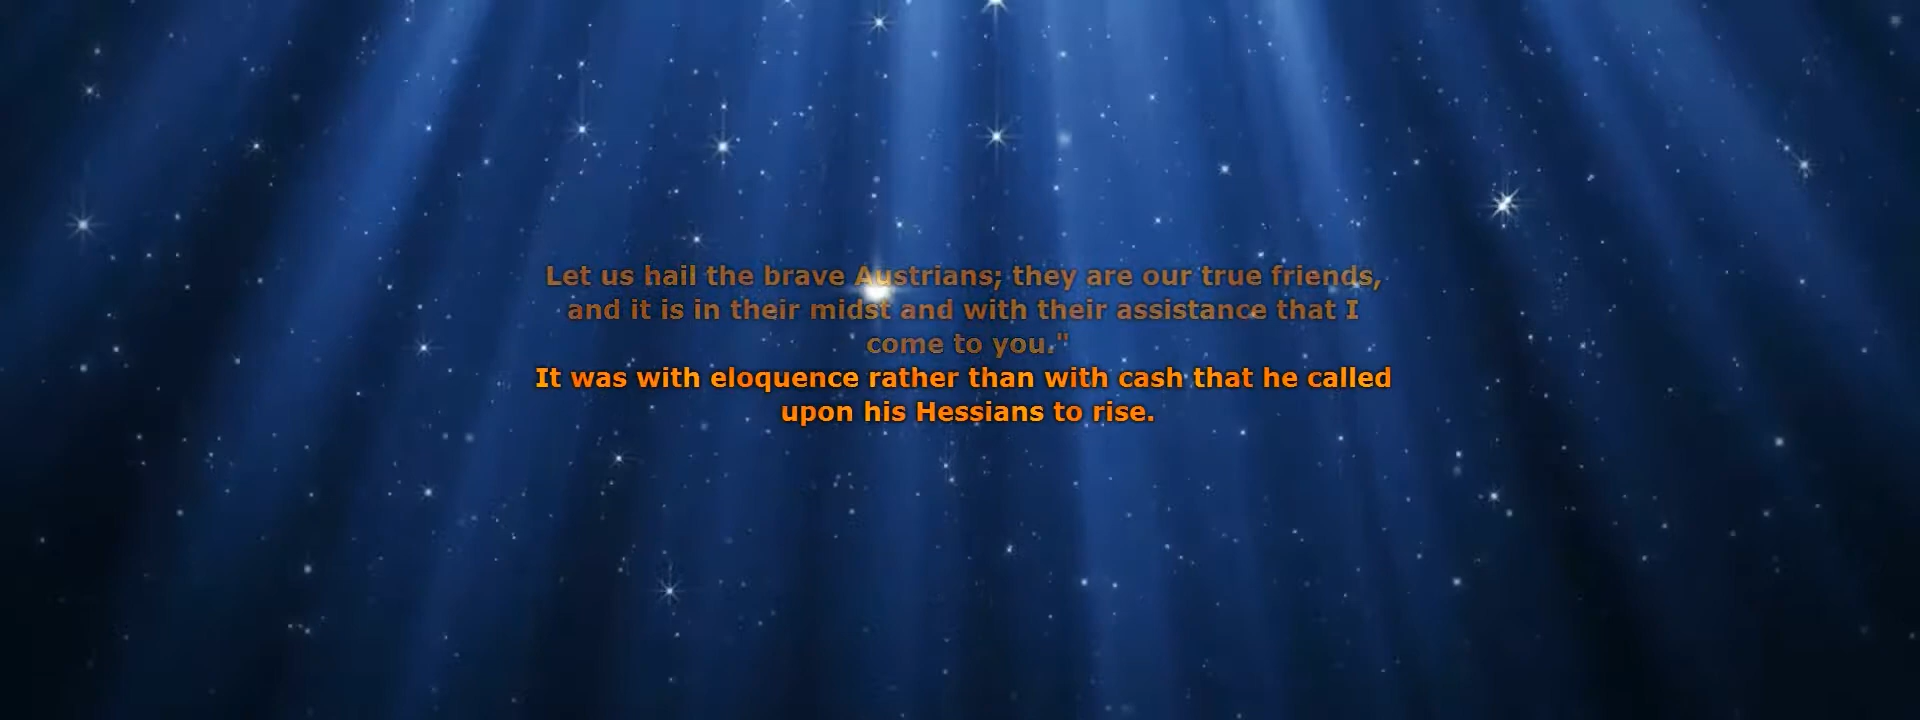 Let us hail the brave Austrians; they are our true friends,
and it is in their midst and with their assistance that I
come to you."
It was with eloquence rather than with cash that he called
upon his Hessians to rise.